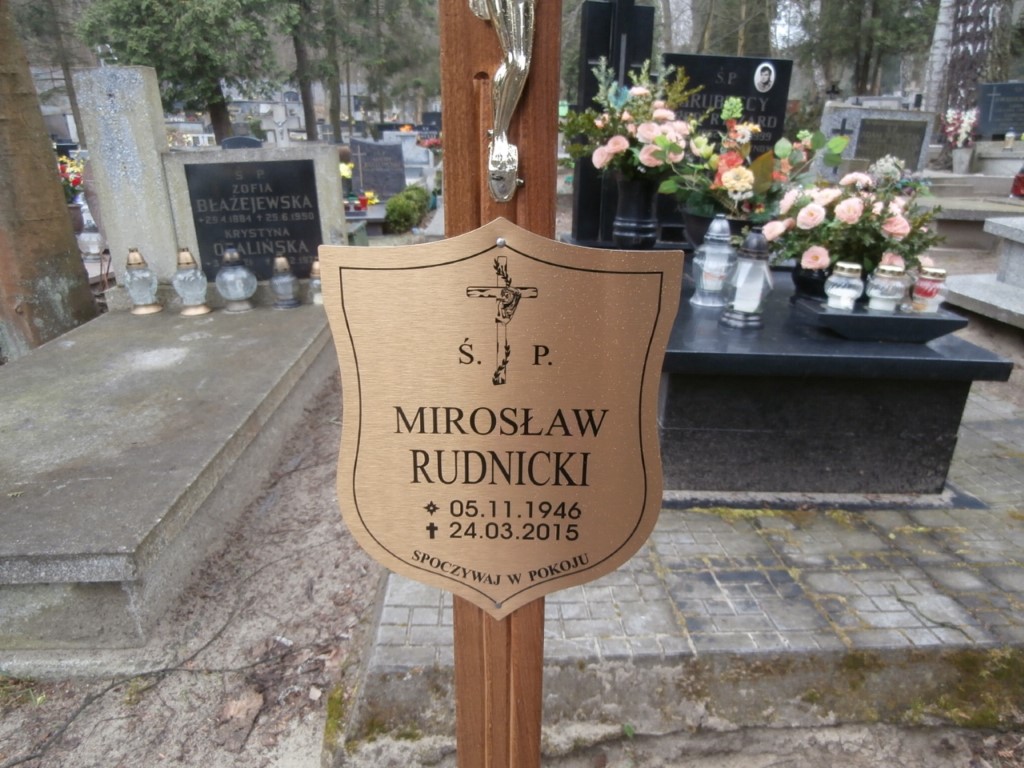 Ś. P.
MIROSŁAW
RUDNICKI
05.11.1946
24.03.2015
SPOCZYWAJ W POKOJU
Ś P
ZOFIA
BŁAŻEJEWSKA
KRYSTYNA
Ś P